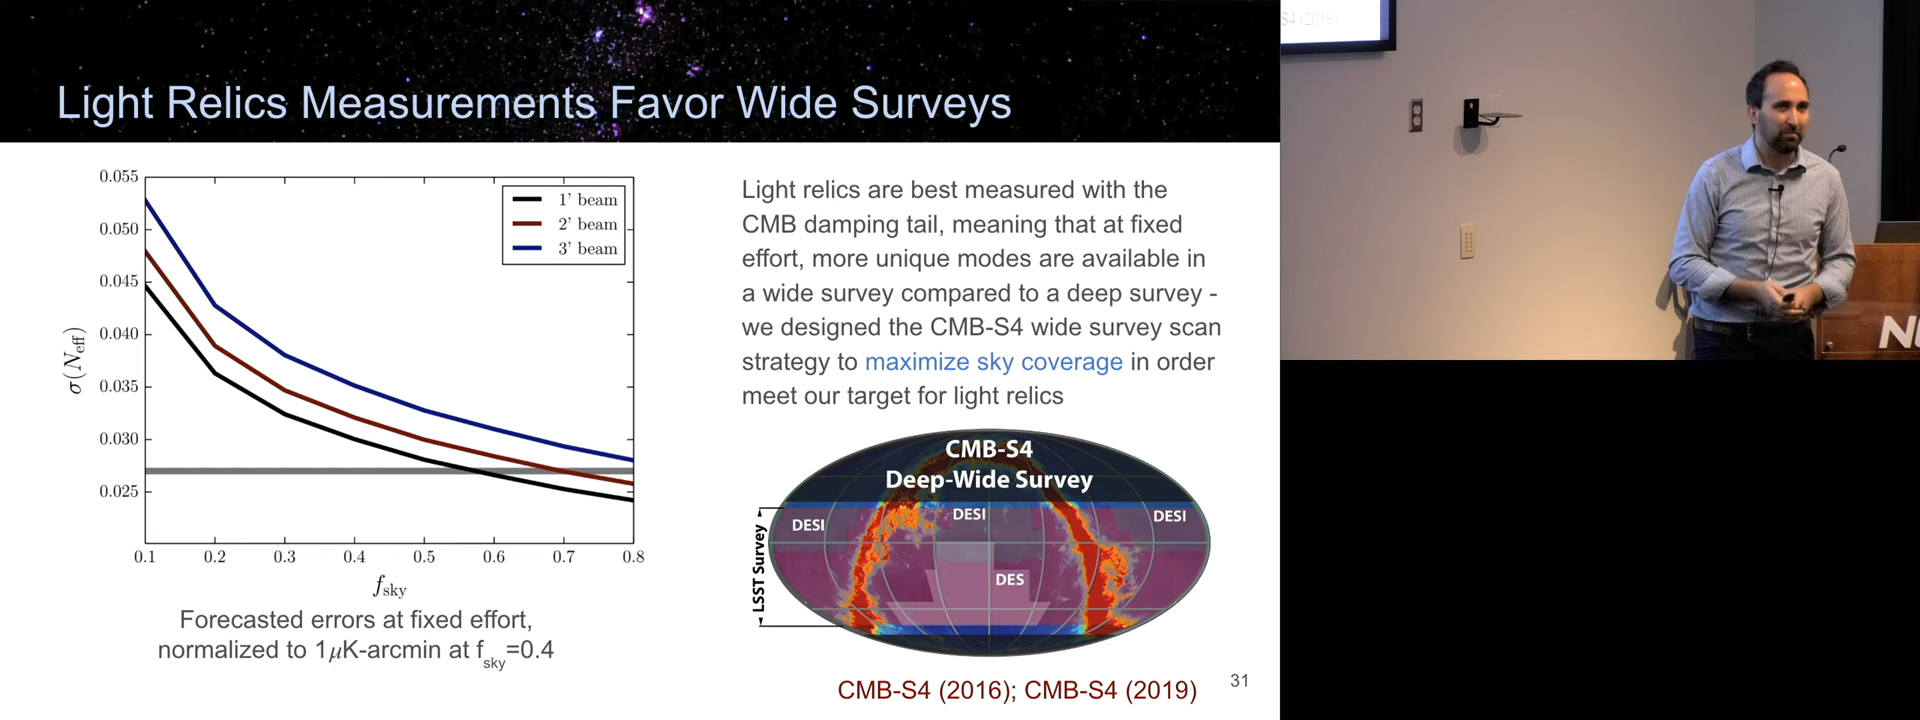 Light Relics Measurements Favor Wide Surveys
0.055
0.050
0.045
0.040
0.035
0.030
0.025
σ(N_eff)
1' beam
2' beam
3' beam
0.1 0.2 0.3 0.4 0.5 0.6 0.7 0.8
f_sky
Forecasted errors at fixed effort,
normalized to 1μK-arcmin at f_sky=0.4
Light relics are best measured with the
CMB damping tail, meaning that at fixed
effort, more unique modes are available in
a wide survey compared to a deep survey -
we designed the CMB-S4 wide survey scan
strategy to maximize sky coverage in order
meet our target for light relics
CMB-S4
Deep-Wide Survey
DESI
DESI
DESI
DES
LSST Survey
CMB-S4 (2016); CMB-S4 (2019)
31
S4 (2019)